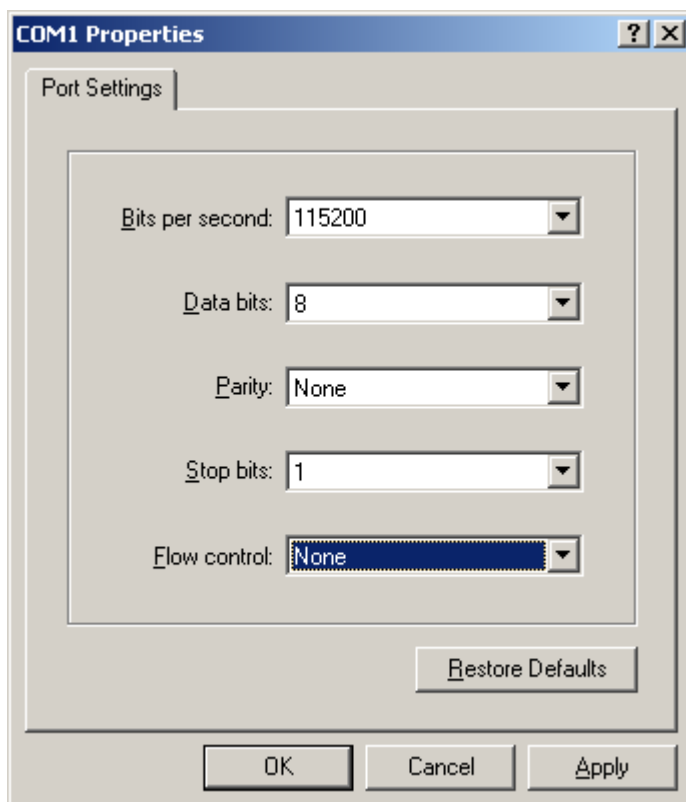 COM1 Properties
Port Settings
Bits per second: 115200
Data bits: 8
Parity: None
Stop bits: 1
Flow control: None
Restore Defaults
OK Cancel Apply